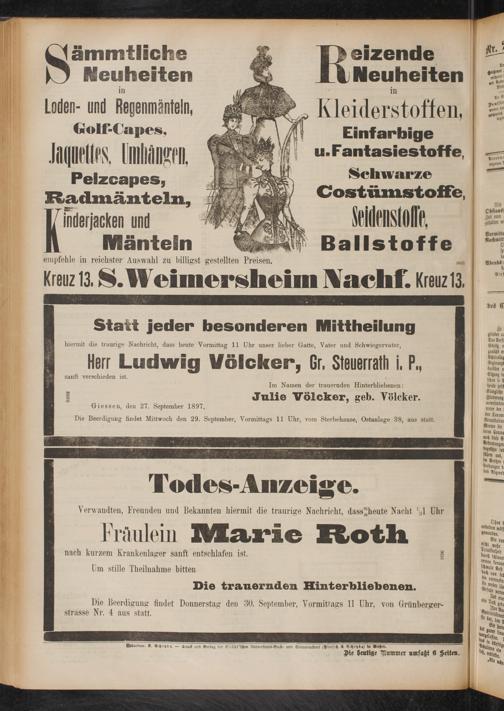 Sämmtliche
Neuheiten
in
Loden- und Regenmänteln,
Golf-Capes,
Jaquettes, Umhängen,
Pelzcapes,
Radmänteln,
Kinderjacken und
Mänteln
Reizende
Neuheiten
in
Kleiderstoffen,
Einfarbige
u. Fantasiestoffe,
Schwarze
Costümstoffe,
Seidenstoffe,
Ballstoffe
empfehle in reichster Auswahl zu billigst gestellten Preisen.
Kreuz 13. S. Weimersheim Nachf. Kreuz 13.
Statt jeder besonderen Mittheilung
hiermit die traurige Nachricht, dass heute Vormittag 11 Uhr unser lieber Gatte, Vater und Schwiegervater,
Herr Ludwig Völcker, Gr. Steuerrath i. P.,
sanft verschieden ist.
Im Namen der trauernden Hinterbliebenen:
Julie Völcker, geb. Völcker.
Giessen, den 27. September 1897.
Die Beerdigung findet Mittwoch den 29. September, Vormittags 11 Uhr, vom Sterbehause, Ostanlage 38, aus statt.
Todes-Anzeige.
Verwandten, Freunden und Bekannten hiermit die traurige Nachricht, dass heute Nacht ½1 Uhr
Fräulein Marie Roth
nach kurzem Krankenlager sanft entschlafen ist.
Um stille Theilnahme bitten
Die trauernden Hinterbliebenen.
Die Beerdigung findet Donnerstag den 30. September, Vormittags 11 Uhr, von Grünberger-
strasse Nr. 4 aus statt.
Die heutige Nummer umfaßt 6 Seiten.